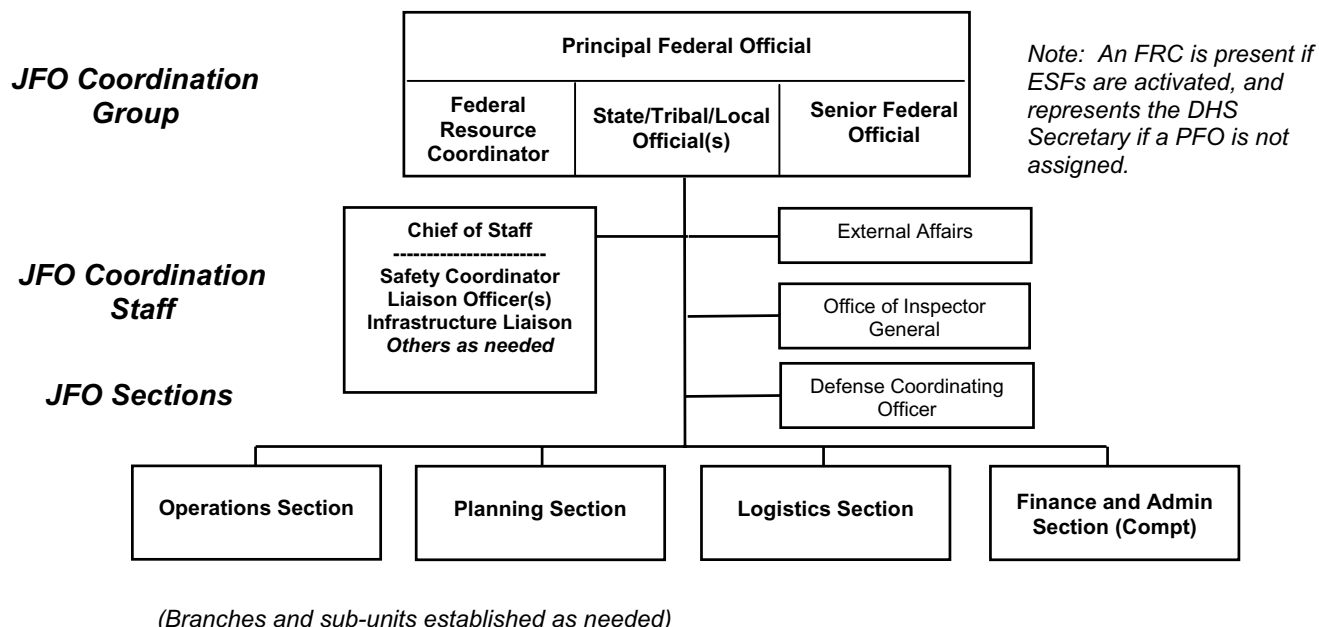 Principal Federal Official
JFO Coordination
Group
Federal
Resource
Coordinator
State/Tribal/Local
Official(s)
Senior Federal
Official
Note: An FRC is present if
ESFs are activated, and
represents the DHS
Secretary if a PFO is not
assigned.
JFO Coordination
Staff
Chief of Staff
-----------------------
Safety Coordinator
Liaison Officer(s)
Infrastructure Liaison
Others as needed
External Affairs
Office of Inspector
General
Defense Coordinating
Officer
JFO Sections
Operations Section
Planning Section
Logistics Section
Finance and Admin
Section (Compt)
(Branches and sub-units established as needed)